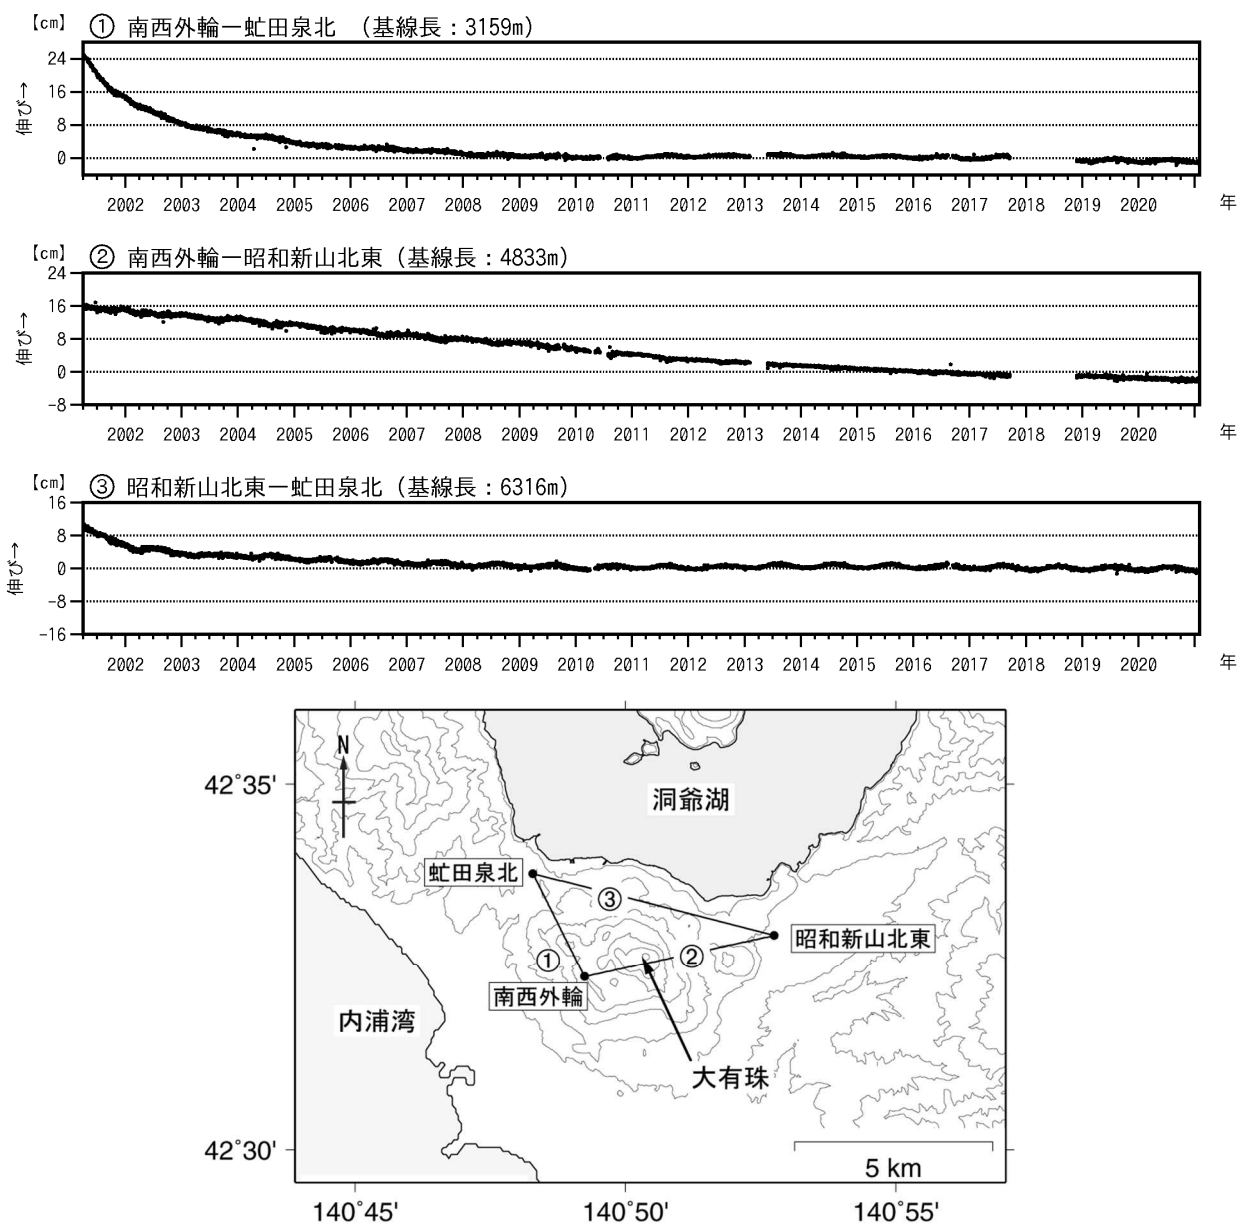 【cm】 ① 南西外輪ー虻田泉北 (基線長：3159m)
24
16
8
0
伸び→
2002 2003 2004 2005 2006 2007 2008 2009 2010 2011 2012 2013 2014 2015 2016 2017 2018 2019 2020 年
【cm】 ② 南西外輪ー昭和新山北東 (基線長：4833m)
24
16
8
0
-8
伸び→
2002 2003 2004 2005 2006 2007 2008 2009 2010 2011 2012 2013 2014 2015 2016 2017 2018 2019 2020 年
【cm】 ③ 昭和新山北東ー虻田泉北 (基線長：6316m)
16
8
0
-8
-16
伸び→
2002 2003 2004 2005 2006 2007 2008 2009 2010 2011 2012 2013 2014 2015 2016 2017 2018 2019 2020 年
N
42°35'
洞爺湖
虻田泉北
③
昭和新山北東
②
①
南西外輪
内浦湾
大有珠
42°30'
5 km
140°45' 140°50' 140°55'